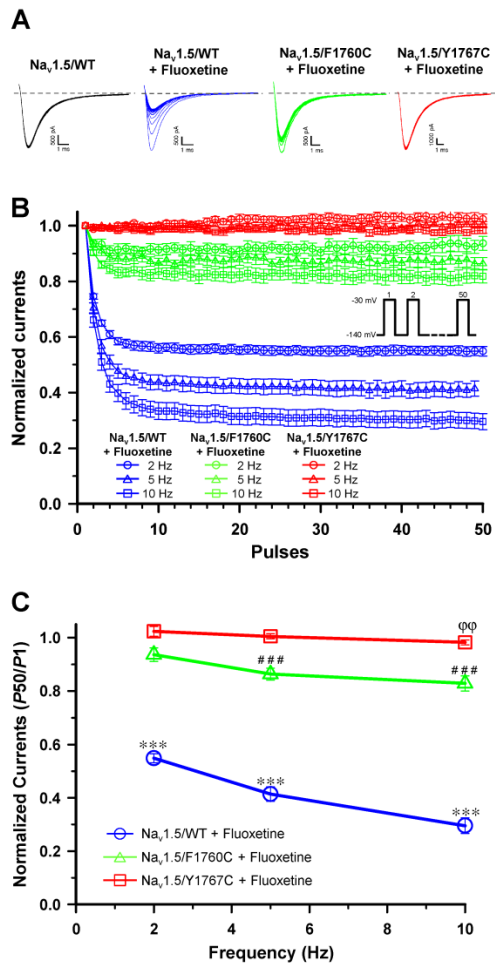 A
Naᵥ1.5/WT
Naᵥ1.5/WT
+ Fluoxetine
Naᵥ1.5/F1760C
+ Fluoxetine
Naᵥ1.5/Y1767C
+ Fluoxetine
500 pA
1 ms
500 pA
1 ms
500 pA
1 ms
1000 pA
1 ms
B
Normalized currents
1.0
0.8
0.6
0.4
0.2
0.0
-30 mV
-140 mV
1
2
50
Naᵥ1.5/WT
+ Fluoxetine
2 Hz
5 Hz
10 Hz
Naᵥ1.5/F1760C
+ Fluoxetine
2 Hz
5 Hz
10 Hz
Naᵥ1.5/Y1767C
+ Fluoxetine
2 Hz
5 Hz
10 Hz
0 10 20 30 40 50
Pulses
C
Normalized Currents (P50/P1)
1.0
0.8
0.6
0.4
0.2
0.0
φφ
###
###
***
***
***
Naᵥ1.5/WT + Fluoxetine
Naᵥ1.5/F1760C + Fluoxetine
Naᵥ1.5/Y1767C + Fluoxetine
0 2 4 6 8 10
Frequency (Hz)